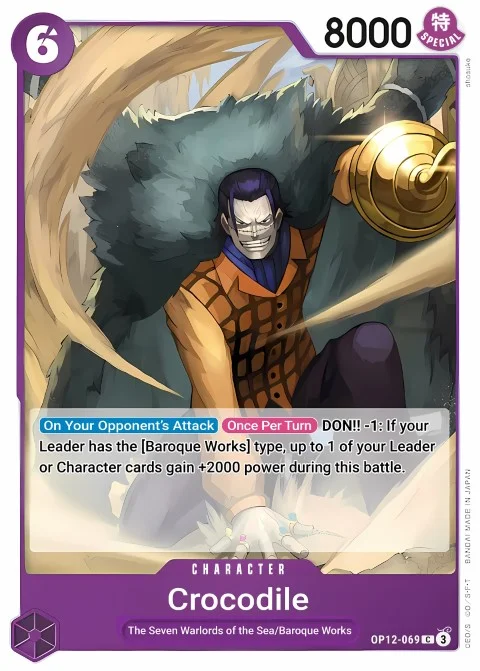 6
8000
特
SPECIAL
shosuke
On Your Opponent's Attack Once Per Turn DON!! -1: If your
Leader has the [Baroque Works] type, up to 1 of your Leader
or Character cards gain +2000 power during this battle.
CHARACTER
Crocodile
The Seven Warlords of the Sea/Baroque Works
OP12-069 C 3
©E.O./S. ©O./S・F・T BANDAI MADE IN JAPAN